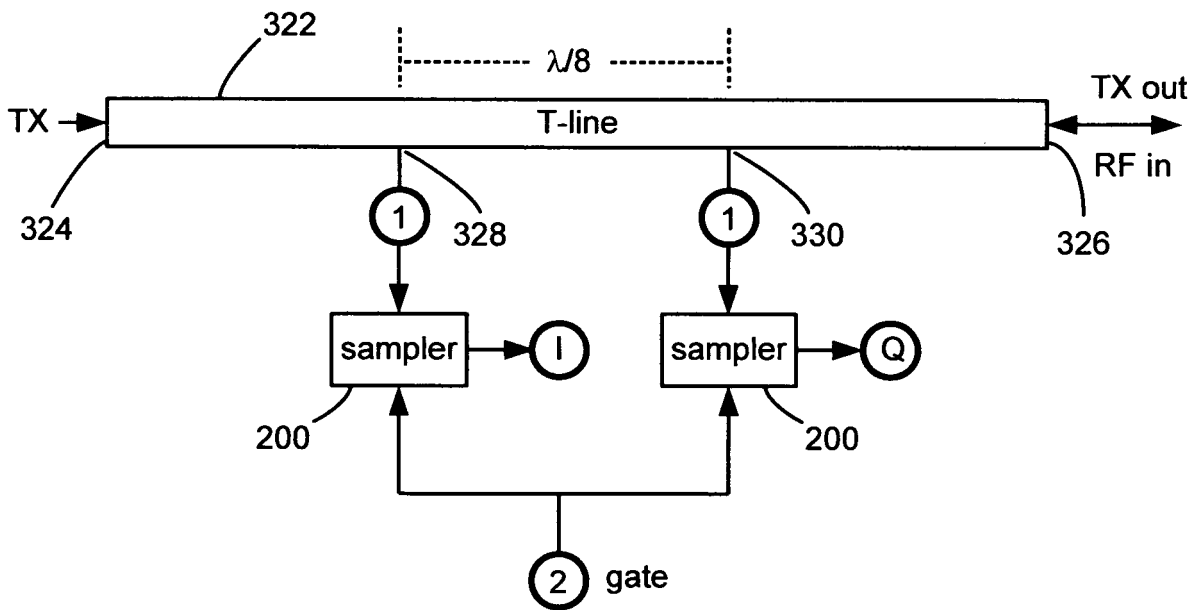 322
λ/8
TX
T-line
TX out
RF in
324
1
328
1
330
326
sampler
I
sampler
Q
200
200
2
gate